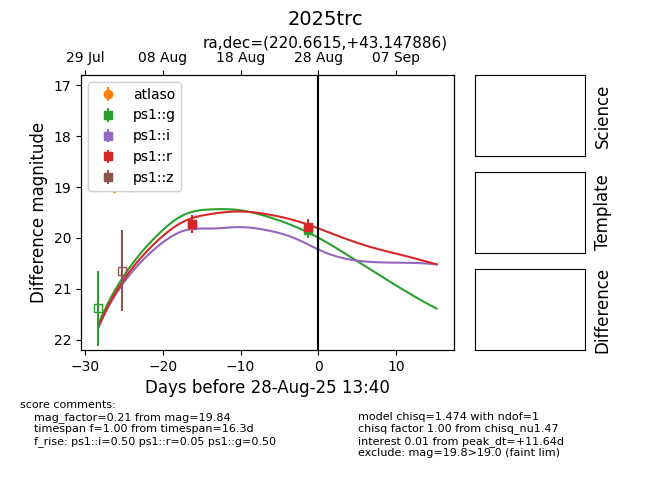 2025trc
ra,dec=(220.6615,+43.147886)
29 Jul 08 Aug 18 Aug 28 Aug 07 Sep
17
18
19
20
21
22
Difference magnitude
atlaso
ps1::g
ps1::i
ps1::r
ps1::z
−30 −20 −10 0 10
Days before 28-Aug-25 13:40
Science
Template
Difference
score comments:
mag_factor=0.21 from mag=19.84
timespan f=1.00 from timespan=16.3d
f_rise: ps1::i=0.50 ps1::r=0.05 ps1::g=0.50
model chisq=1.474 with ndof=1
chisq factor 1.00 from chisq_nu1.47
interest 0.01 from peak_dt=+11.64d
exclude: mag=19.8>19.0 (faint lim)